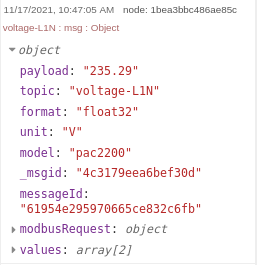 11/17/2021, 10:47:05 AM node: 1bea3bbc486ae85c
voltage-L1N : msg : Object
object
payload: "235.29"
topic: "voltage-L1N"
format: "float32"
unit: "V"
model: "pac2200"
_msgid: "4c3179eea6bef30d"
messageId:
"61954e295970665ce832c6fb"
modbusRequest: object
values: array[2]